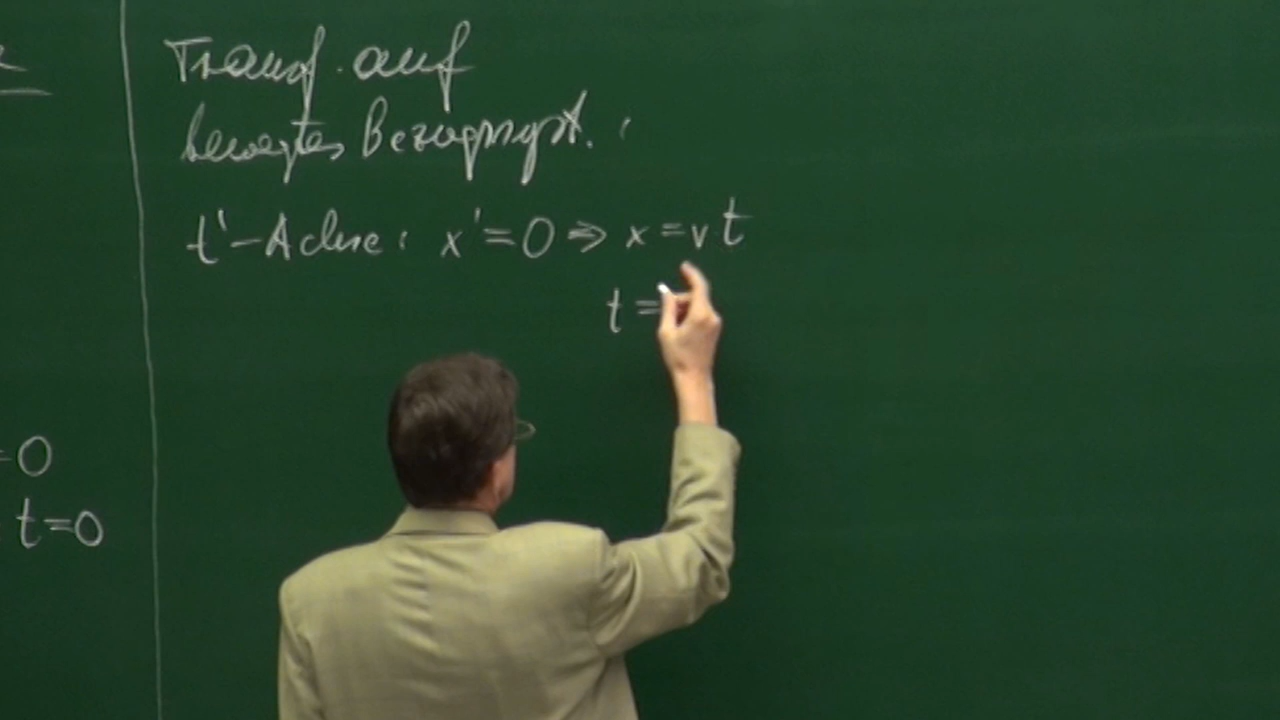 Transf. auf
bewegtes Bezugssyst. :
t'-Achse: x' = 0 ⇒ x = v t
t =
= 0
t = 0